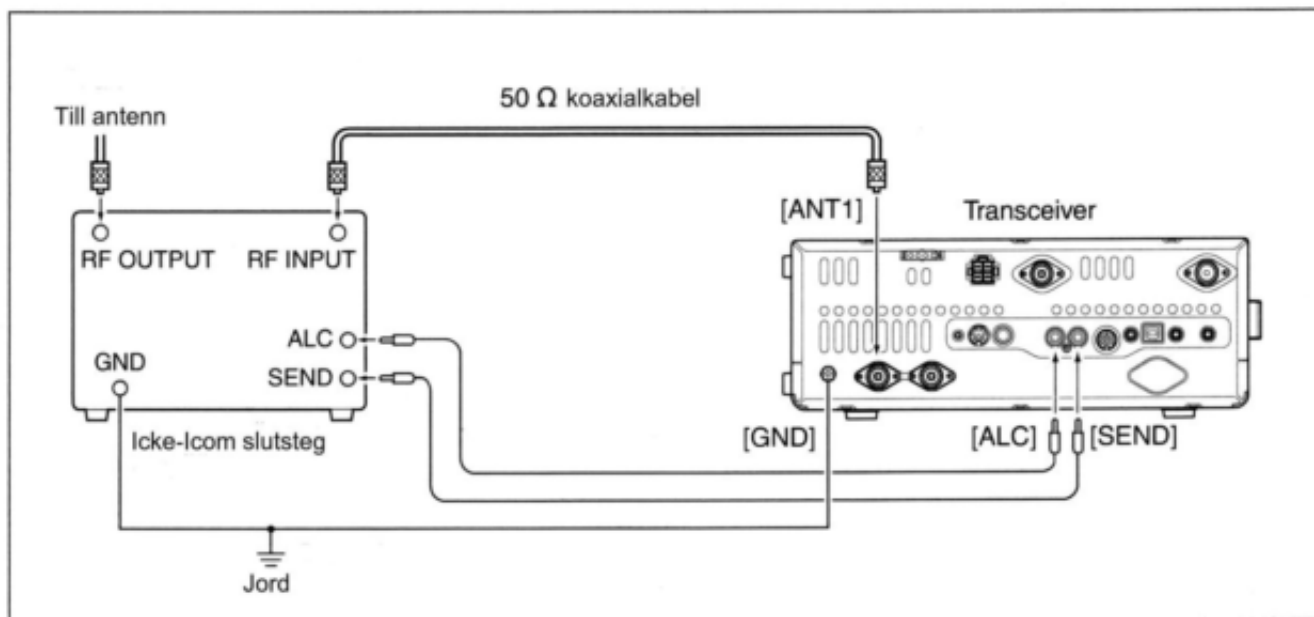 50 Ω koaxialkabel
Till antenn
[ANT1]
Transceiver
RF OUTPUT
RF INPUT
ALC
GND
SEND
Icke-Icom slutsteg
[GND]
[ALC]
[SEND]
Jord